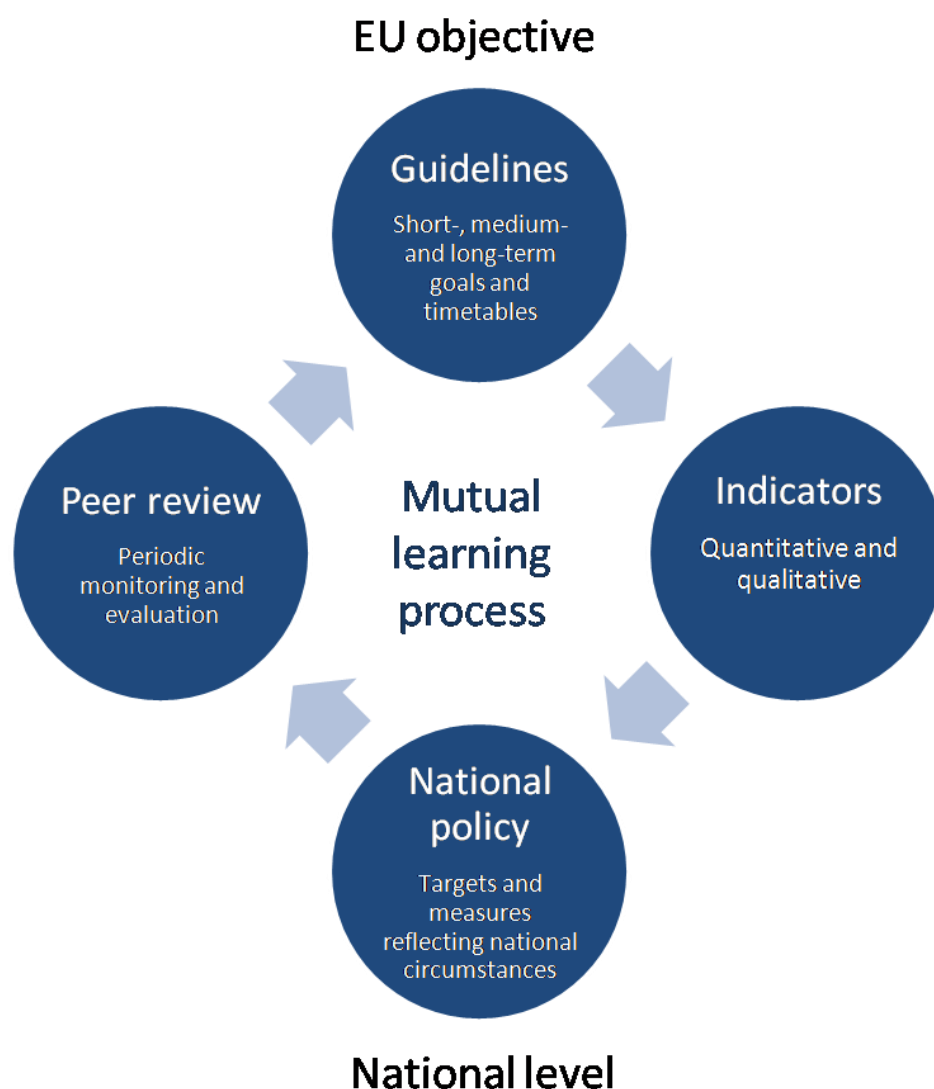 EU objective
Guidelines
Short-, medium-
and long-term
goals and
timetables
Peer review
Periodic
monitoring and
evaluation
Mutual
learning
process
Indicators
Quantitative and
qualitative
National
policy
Targets and
measures
reflecting national
circumstances
National level